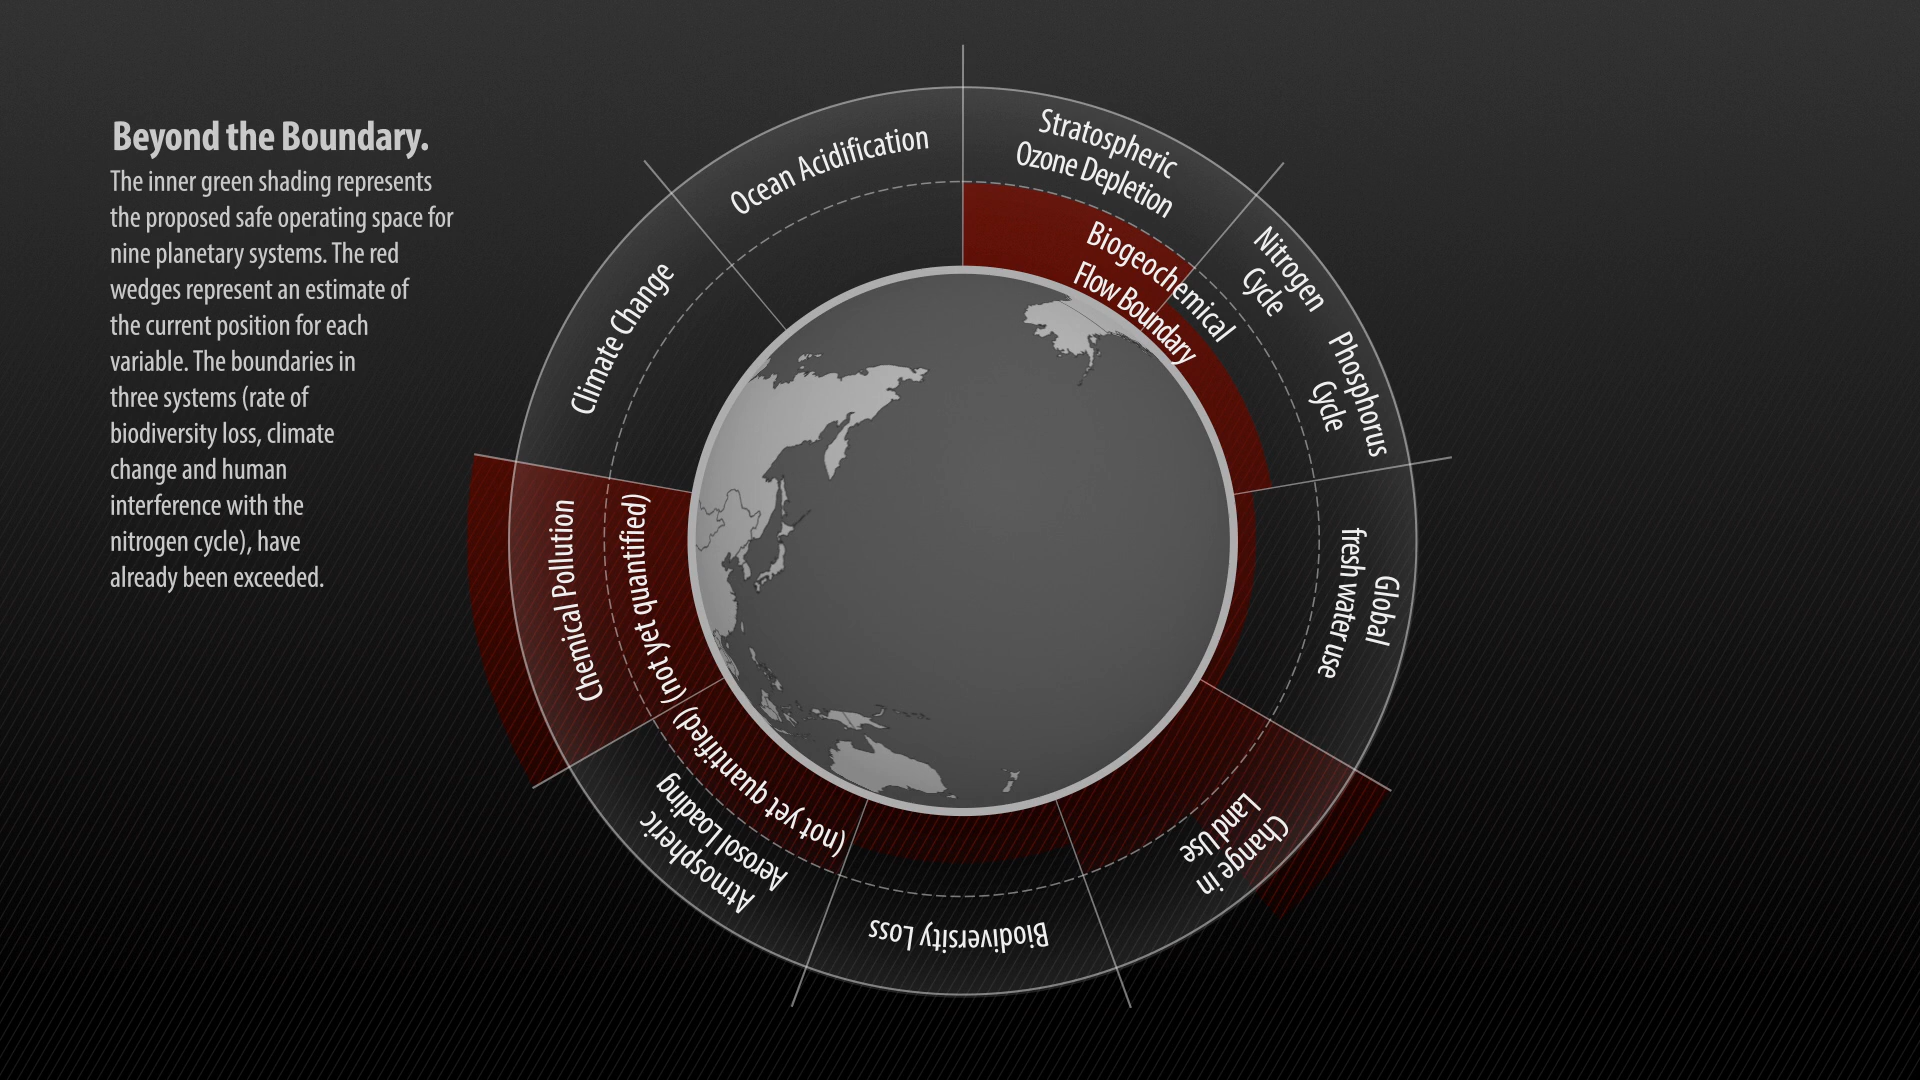 Beyond the Boundary.
The inner green shading represents
the proposed safe operating space for
nine planetary systems. The red
wedges represent an estimate of
the current position for each
variable. The boundaries in
three systems (rate of
biodiversity loss, climate
change and human
interference with the
nitrogen cycle), have
already been exceeded.
Climate Change
Ocean Acidification
Stratospheric
Ozone Depletion
Biogeochemical
Flow Boundary
Nitrogen
Cycle
Phosphorus
Cycle
Global
fresh water use
Change in
Land Use
Biodiversity Loss
Atmospheric
Aerosol Loading
(not yet quantified)
Chemical Pollution
(not yet quantified)